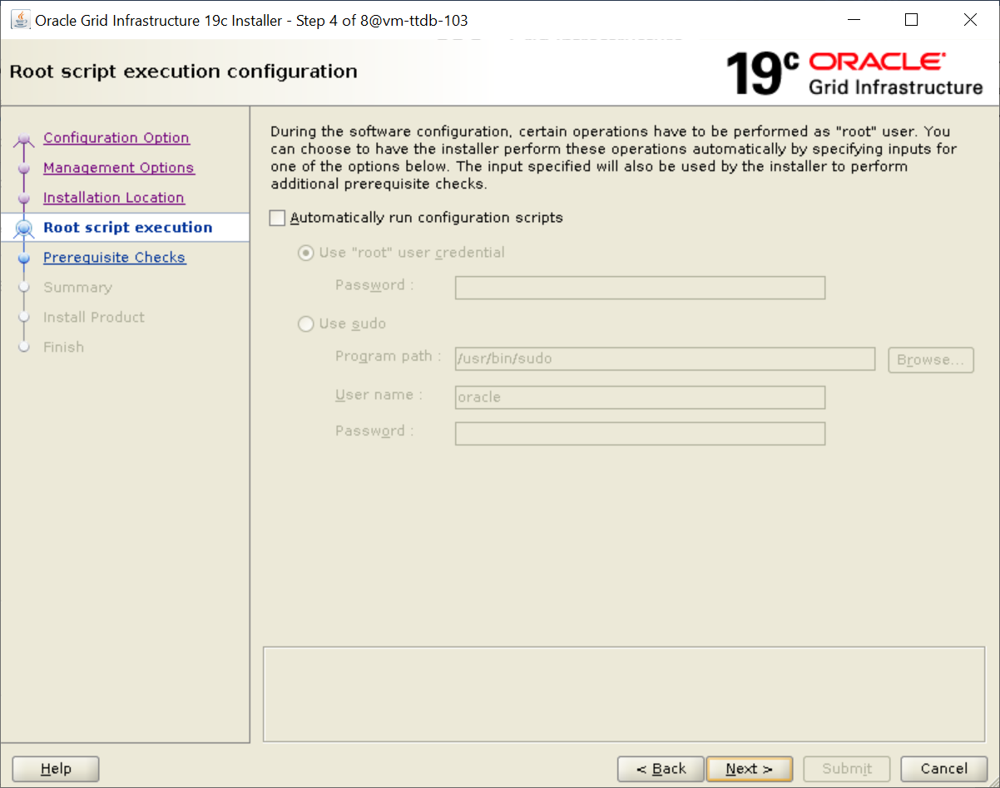 Oracle Grid Infrastructure 19c Installer - Step 4 of 8@vm-ttdb-103
Root script execution configuration
19c ORACLE
Grid Infrastructure
Configuration Option
Management Options
Installation Location
Root script execution
Prerequisite Checks
Summary
Install Product
Finish
During the software configuration, certain operations have to be performed as "root" user. You
can choose to have the installer perform these operations automatically by specifying inputs for
one of the options below. The input specified will also be used by the installer to perform
additional prerequisite checks.
Automatically run configuration scripts
Use "root" user credential
Password :
Use sudo
Program path : /usr/bin/sudo Browse...
User name : oracle
Password :
Help < Back Next > Submit Cancel